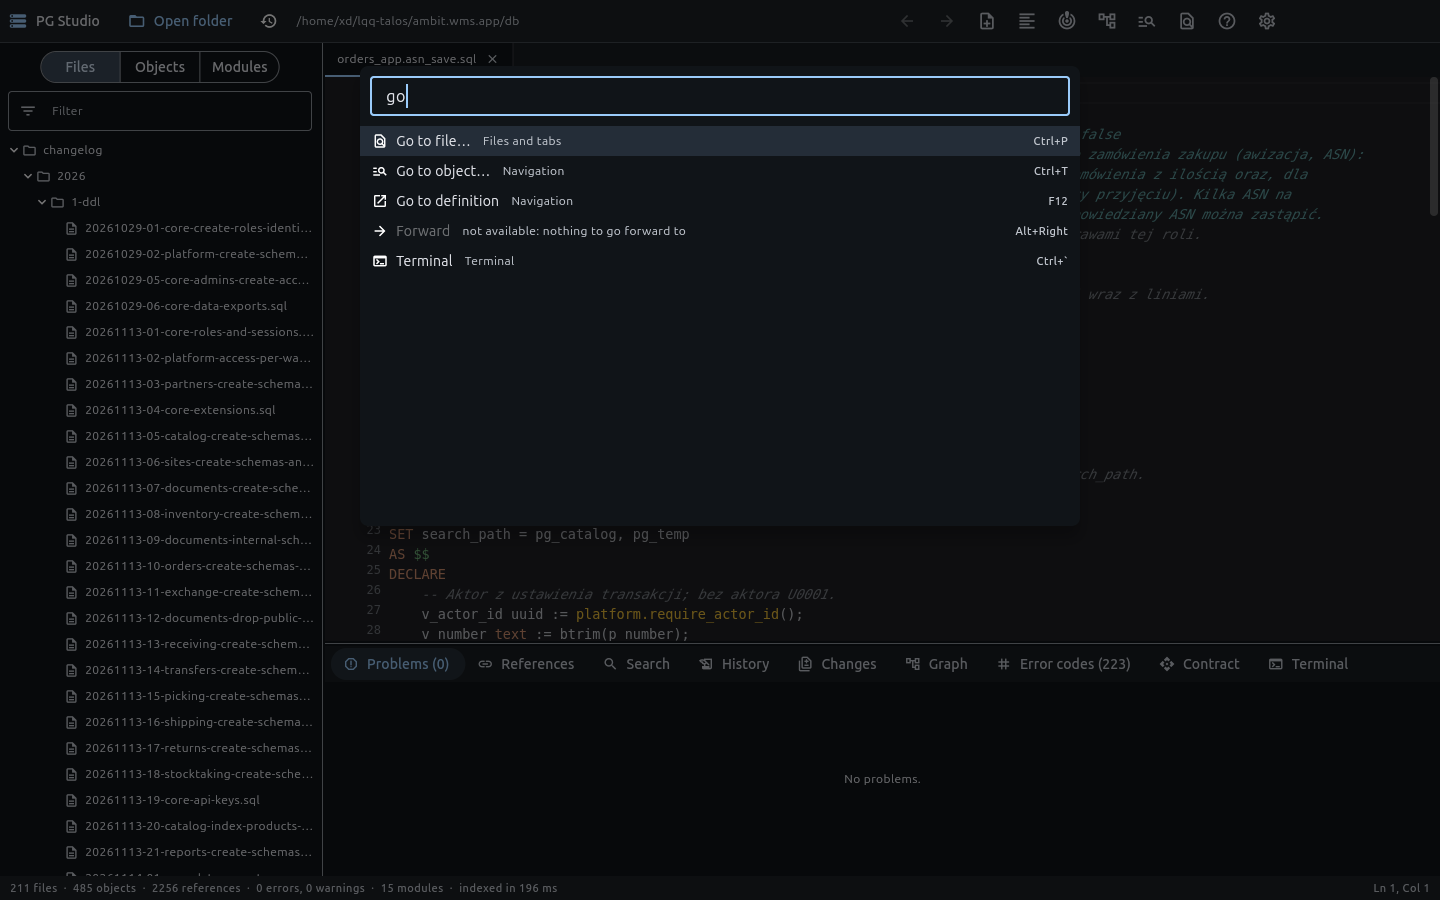 PG Studio
Open folder
/home/xd/lqq-talos/ambit.wms.app/db
Files
Objects
Modules
Filter
changelog
2026
1-ddl
20261029-01-core-create-roles-identi...
20261029-02-platform-create-schem...
20261029-05-core-admins-create-acc...
20261029-06-core-data-exports.sql
20261113-01-core-roles-and-sessions....
20261113-02-platform-access-per-wa...
20261113-03-partners-create-schema...
20261113-04-core-extensions.sql
20261113-05-catalog-create-schemas...
20261113-06-sites-create-schemas-an...
20261113-07-documents-create-sche...
20261113-08-inventory-create-schem...
20261113-09-documents-internal-sch...
20261113-10-orders-create-schemas-...
20261113-11-exchange-create-schem...
20261113-12-documents-drop-public-...
20261113-13-receiving-create-schem...
20261113-14-transfers-create-schem...
20261113-15-picking-create-schemas...
20261113-16-shipping-create-schema...
20261113-17-returns-create-schemas...
20261113-18-stocktaking-create-sche...
20261113-19-core-api-keys.sql
20261113-20-catalog-index-products-...
20261113-21-reports-create-schemas...
orders_app.asn_save.sql
go
Go to file... Files and tabs Ctrl+P
Go to object... Navigation Ctrl+T
Go to definition Navigation F12
Forward not available: nothing to go forward to Alt+Right
Terminal Terminal Ctrl+`
false
zamówienia zakupu (awizacja, ASN):
mówienia z ilością oraz, dla
y przyjęciu). Kilka ASN na
owiedziany ASN można zastąpić.
rawami tej roli.
wraz z liniami.
rch_path.
23 SET search_path = pg_catalog, pg_temp
24 AS $$
25 DECLARE
26 -- Aktor z ustawienia transakcji; bez aktora U0001.
27 v_actor_id uuid := platform.require_actor_id();
28 v_number text := btrim(p_number);
Problems (0)
References
Search
History
Changes
Graph
Error codes (223)
Contract
Terminal
No problems.
211 files · 485 objects · 2256 references · 0 errors, 0 warnings · 15 modules · indexed in 196 ms
Ln 1, Col 1